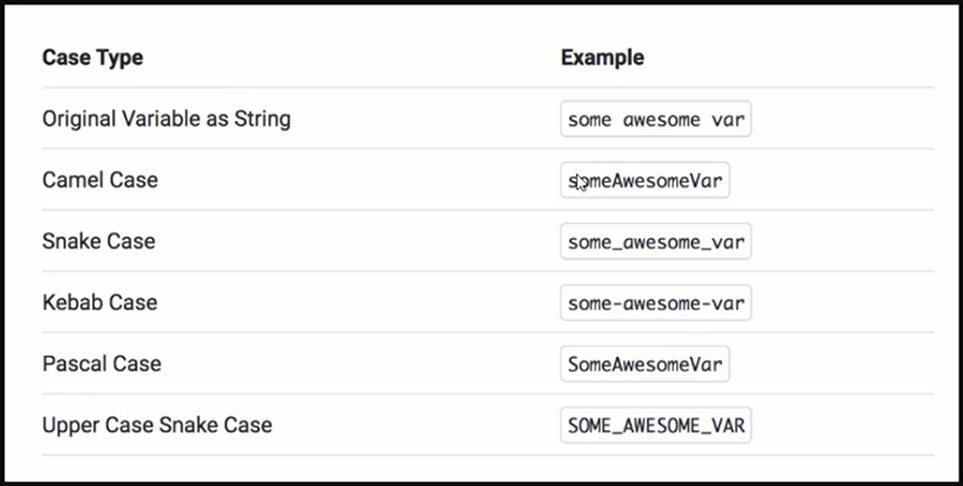 Case Type Example
Original Variable as String some awesome var
Camel Case someAwesomeVar
Snake Case some_awesome_var
Kebab Case some-awesome-var
Pascal Case SomeAwesomeVar
Upper Case Snake Case SOME_AWESOME_VAR